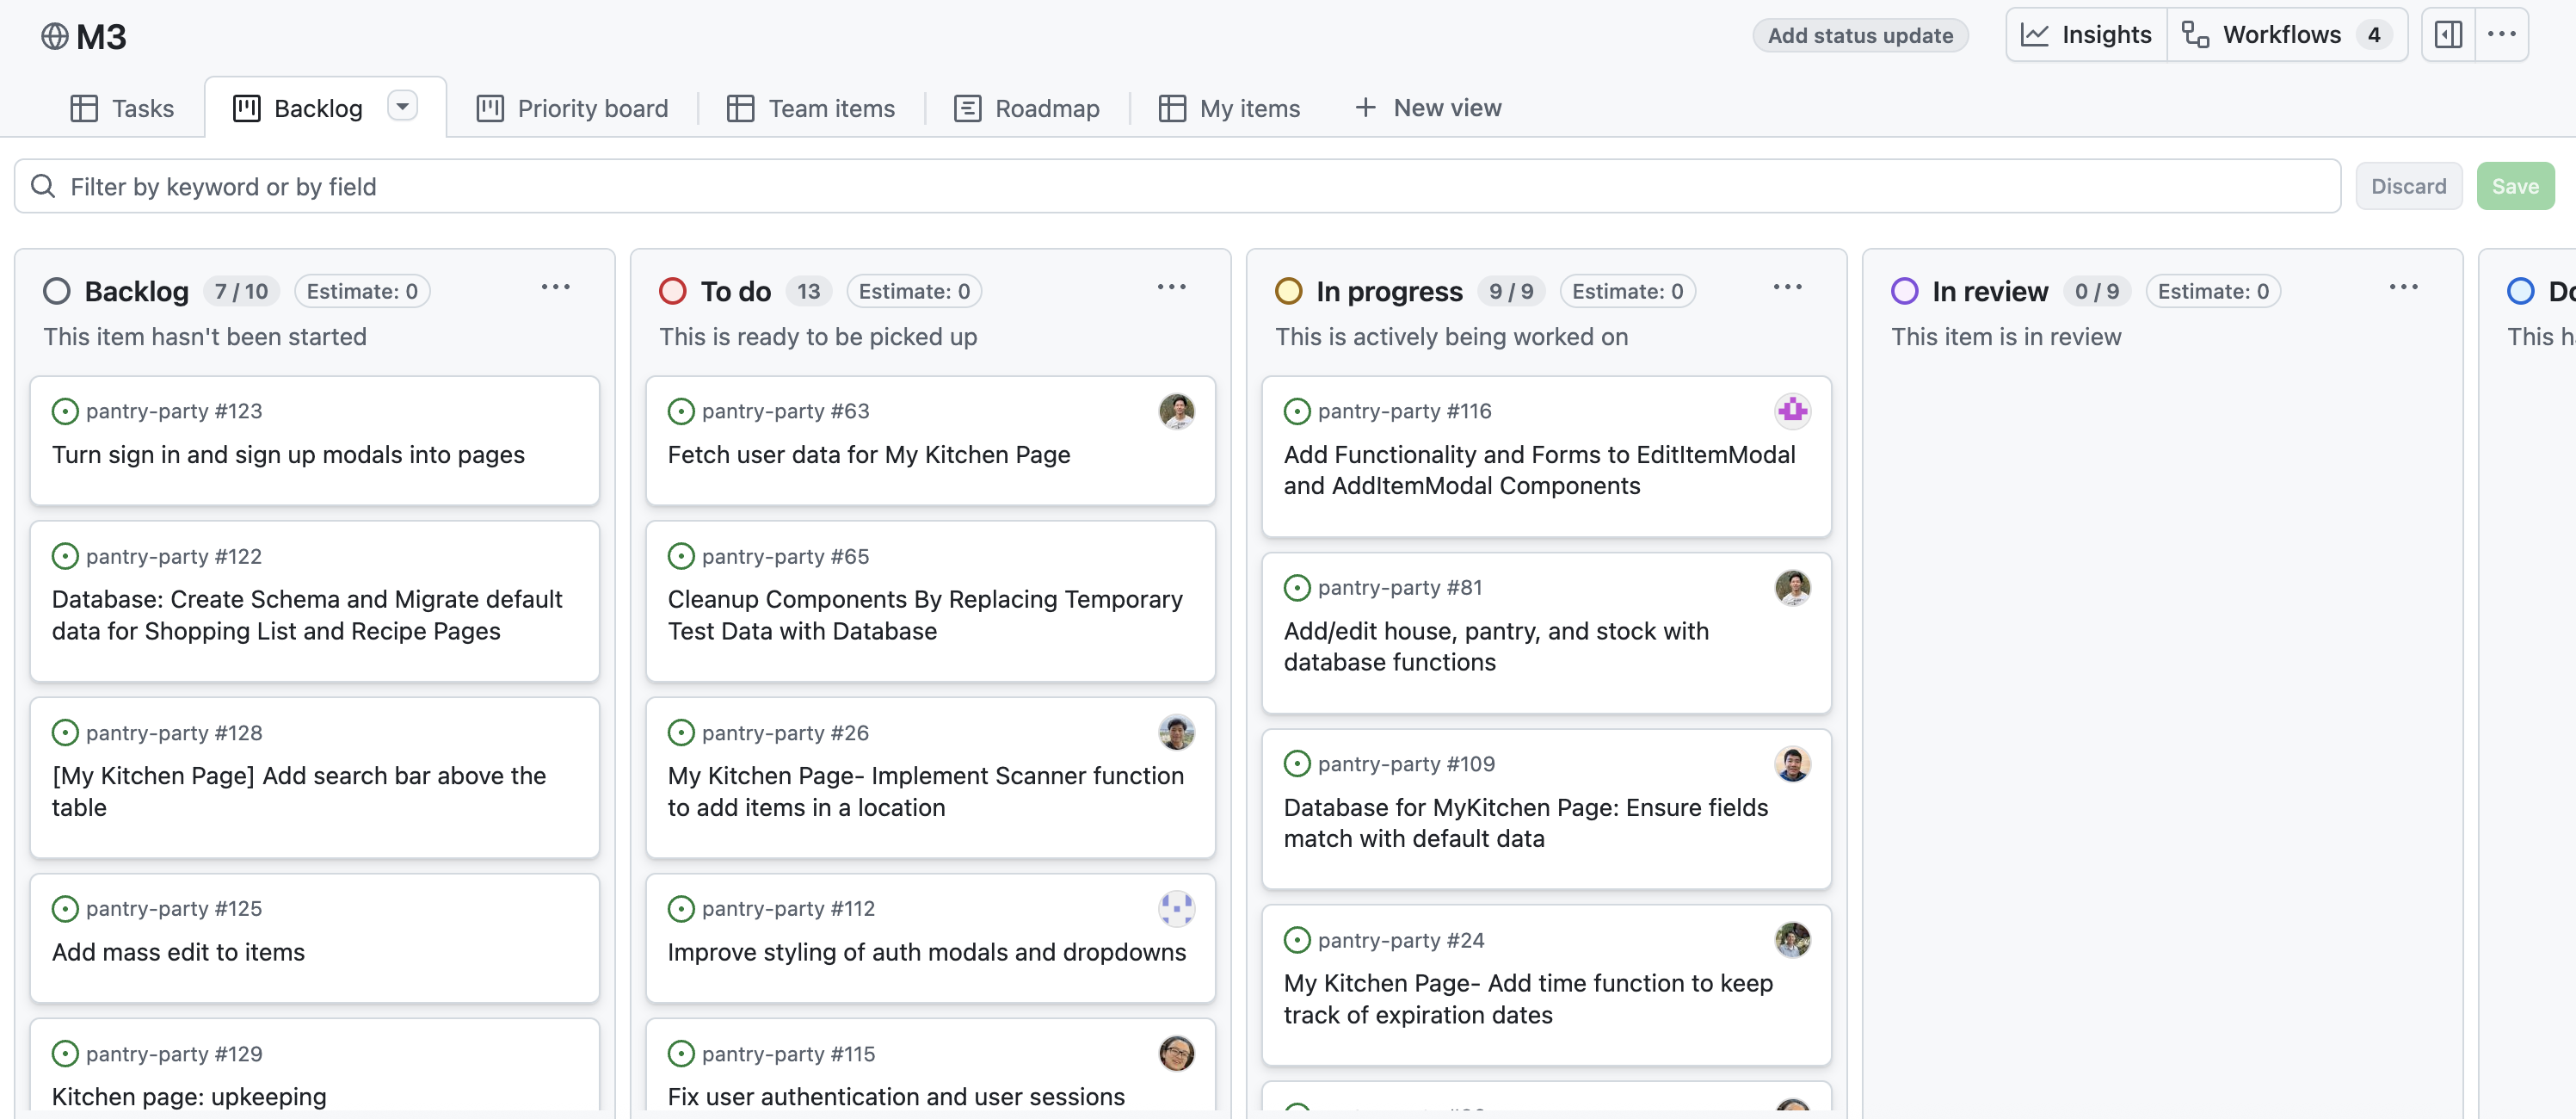 M3
Add status update
Insights
Workflows 4
Tasks
Backlog
Priority board
Team items
Roadmap
My items
New view
Filter by keyword or by field
Discard
Save
Backlog 7 / 10 Estimate: 0
This item hasn't been started
pantry-party #123
Turn sign in and sign up modals into pages
pantry-party #122
Database: Create Schema and Migrate default
data for Shopping List and Recipe Pages
pantry-party #128
[My Kitchen Page] Add search bar above the
table
pantry-party #125
Add mass edit to items
pantry-party #129
Kitchen page: upkeeping
To do 13 Estimate: 0
This is ready to be picked up
pantry-party #63
Fetch user data for My Kitchen Page
pantry-party #65
Cleanup Components By Replacing Temporary
Test Data with Database
pantry-party #26
My Kitchen Page- Implement Scanner function
to add items in a location
pantry-party #112
Improve styling of auth modals and dropdowns
pantry-party #115
Fix user authentication and user sessions
In progress 9 / 9 Estimate: 0
This is actively being worked on
pantry-party #116
Add Functionality and Forms to EditItemModal
and AddItemModal Components
pantry-party #81
Add/edit house, pantry, and stock with
database functions
pantry-party #109
Database for MyKitchen Page: Ensure fields
match with default data
pantry-party #24
My Kitchen Page- Add time function to keep
track of expiration dates
In review 0 / 9 Estimate: 0
This item is in review
This